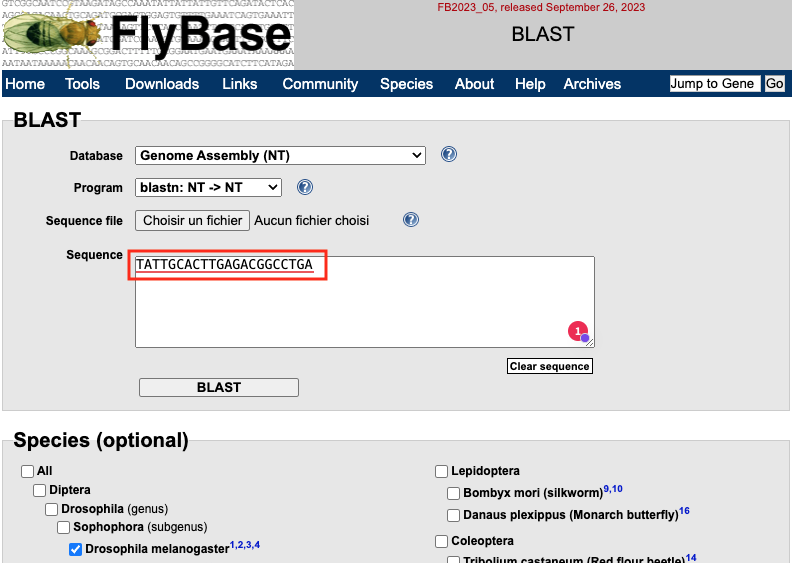 FB2023_05, released September 26, 2023
FlyBase
BLAST
Home Tools Downloads Links Community Species About Help Archives Jump to Gene Go
BLAST
Database Genome Assembly (NT) ?
Program blastn: NT -> NT ?
Sequence file Choisir un fichier Aucun fichier choisi ?
Sequence
TATTGCACTTGAGACGGCCTGA
1
Clear sequence
BLAST
Species (optional)
All
Diptera
Drosophila (genus)
Sophophora (subgenus)
Drosophila melanogaster1,2,3,4
Lepidoptera
Bombyx mori (silkworm)9,10
Danaus plexippus (Monarch butterfly)16
Coleoptera
Tribolium castaneum (Red flour beetle)14